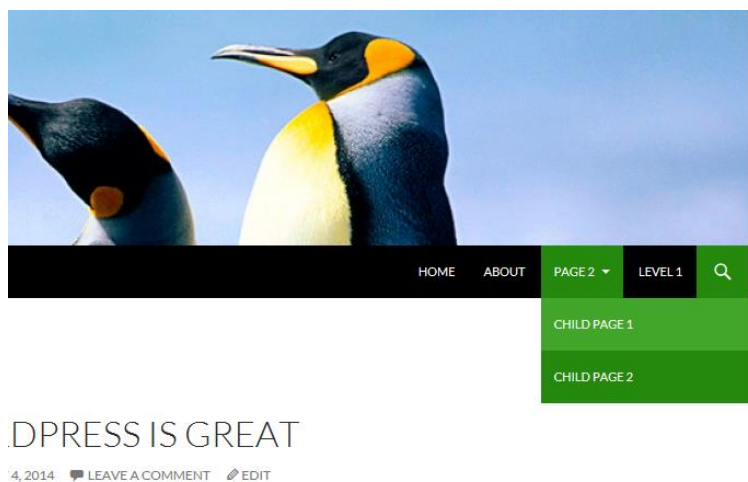 HOME ABOUT PAGE 2 LEVEL 1
CHILD PAGE 1
CHILD PAGE 2
DPRESS IS GREAT
4, 2014 LEAVE A COMMENT EDIT